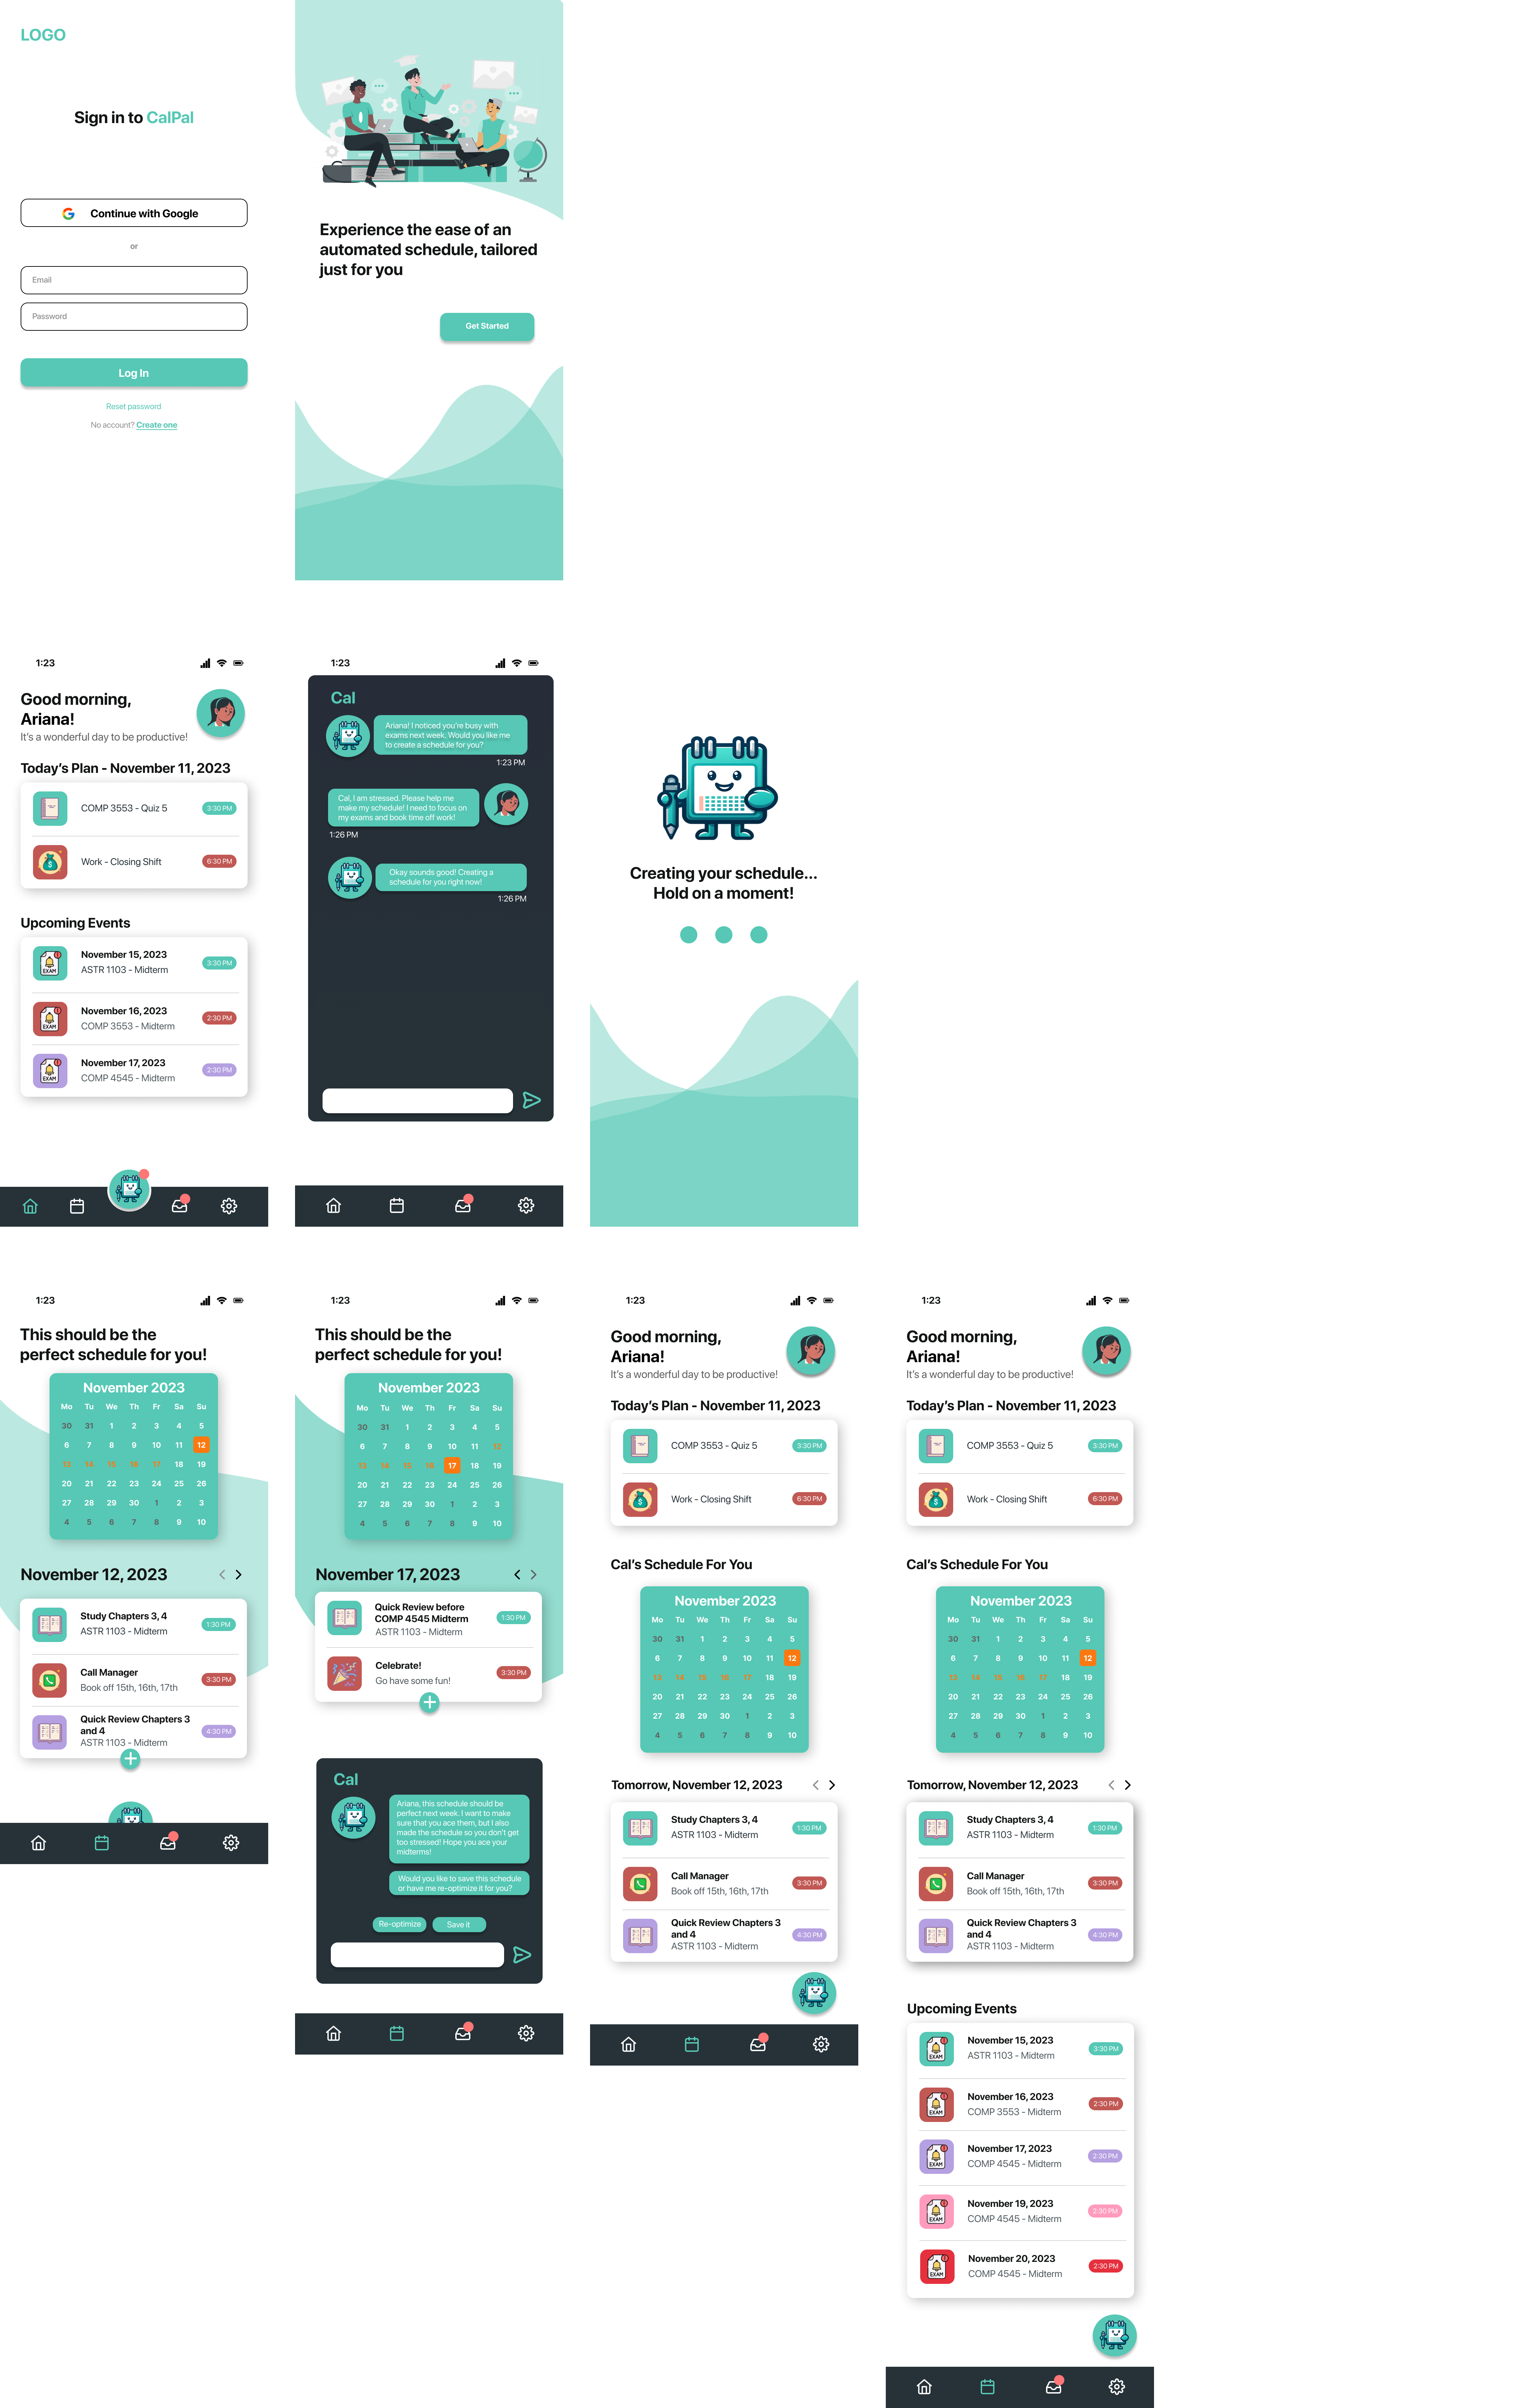 LOGO
Sign in to CalPal
Continue with Google
or
Email
Password
Log In
Reset password
No account? Create one
Experience the ease of an
automated schedule, tailored
just for you
Get Started
1:23
Good morning,
Ariana!
It's a wonderful day to be productive!
Today's Plan - November 11, 2023
COMP 3553 - Quiz 5
3:30 PM
Work - Closing Shift
6:30 PM
Upcoming Events
November 15, 2023
ASTR 1103 - Midterm
3:30 PM
EXAM
November 16, 2023
COMP 3553 - Midterm
2:30 PM
EXAM
November 17, 2023
COMP 4545 - Midterm
2:30 PM
EXAM
1:23
Cal
Ariana! I noticed you're busy with
exams next week. Would you like me
to create a schedule for you?
1:23 PM
Cal, I am stressed. Please help me
make my schedule! I need to focus on
my exams and book time off work!
1:26 PM
Okay sounds good! Creating a
schedule for you right now!
1:26 PM
Creating your schedule...
Hold on a moment!
1:23
This should be the
perfect schedule for you!
November 2023
Mo Tu We Th Fr Sa Su
30 31 1 2 3 4 5
6 7 8 9 10 11 12
13 14 15 16 17 18 19
20 21 22 23 24 25 26
27 28 29 30 1 2 3
4 5 6 7 8 9 10
November 12, 2023
Study Chapters 3, 4
ASTR 1103 - Midterm
1:30 PM
Call Manager
Book off 15th, 16th, 17th
3:30 PM
Quick Review Chapters 3
and 4
ASTR 1103 - Midterm
4:30 PM
1:23
This should be the
perfect schedule for you!
November 2023
Mo Tu We Th Fr Sa Su
30 31 1 2 3 4 5
6 7 8 9 10 11 12
13 14 15 16 17 18 19
20 21 22 23 24 25 26
27 28 29 30 1 2 3
4 5 6 7 8 9 10
November 17, 2023
Quick Review before
COMP 4545 Midterm
ASTR 1103 - Midterm
1:30 PM
Celebrate!
Go have some fun!
3:30 PM
Cal
Ariana, this schedule should be
perfect next week. I want to make
sure that you ace them, but I also
made the schedule so you don't get
too stressed! Hope you ace your
midterms!
Would you like to save this schedule
or have me re-optimize it for you?
Re-optimize
Save it
1:23
Good morning,
Ariana!
It's a wonderful day to be productive!
Today's Plan - November 11, 2023
COMP 3553 - Quiz 5
3:30 PM
Work - Closing Shift
6:30 PM
Cal's Schedule For You
November 2023
Mo Tu We Th Fr Sa Su
30 31 1 2 3 4 5
6 7 8 9 10 11 12
13 14 15 16 17 18 19
20 21 22 23 24 25 26
27 28 29 30 1 2 3
4 5 6 7 8 9 10
Tomorrow, November 12, 2023
Study Chapters 3, 4
ASTR 1103 - Midterm
1:30 PM
Call Manager
Book off 15th, 16th, 17th
3:30 PM
Quick Review Chapters 3
and 4
ASTR 1103 - Midterm
4:30 PM
1:23
Good morning,
Ariana!
It's a wonderful day to be productive!
Today's Plan - November 11, 2023
COMP 3553 - Quiz 5
3:30 PM
Work - Closing Shift
6:30 PM
Cal's Schedule For You
November 2023
Mo Tu We Th Fr Sa Su
30 31 1 2 3 4 5
6 7 8 9 10 11 12
13 14 15 16 17 18 19
20 21 22 23 24 25 26
27 28 29 30 1 2 3
4 5 6 7 8 9 10
Tomorrow, November 12, 2023
Study Chapters 3, 4
ASTR 1103 - Midterm
1:30 PM
Call Manager
Book off 15th, 16th, 17th
3:30 PM
Quick Review Chapters 3
and 4
ASTR 1103 - Midterm
4:30 PM
Upcoming Events
November 15, 2023
ASTR 1103 - Midterm
3:30 PM
EXAM
November 16, 2023
COMP 3553 - Midterm
2:30 PM
EXAM
November 17, 2023
COMP 4545 - Midterm
2:30 PM
EXAM
November 19, 2023
COMP 4545 - Midterm
2:30 PM
EXAM
November 20, 2023
COMP 4545 - Midterm
2:30 PM
EXAM